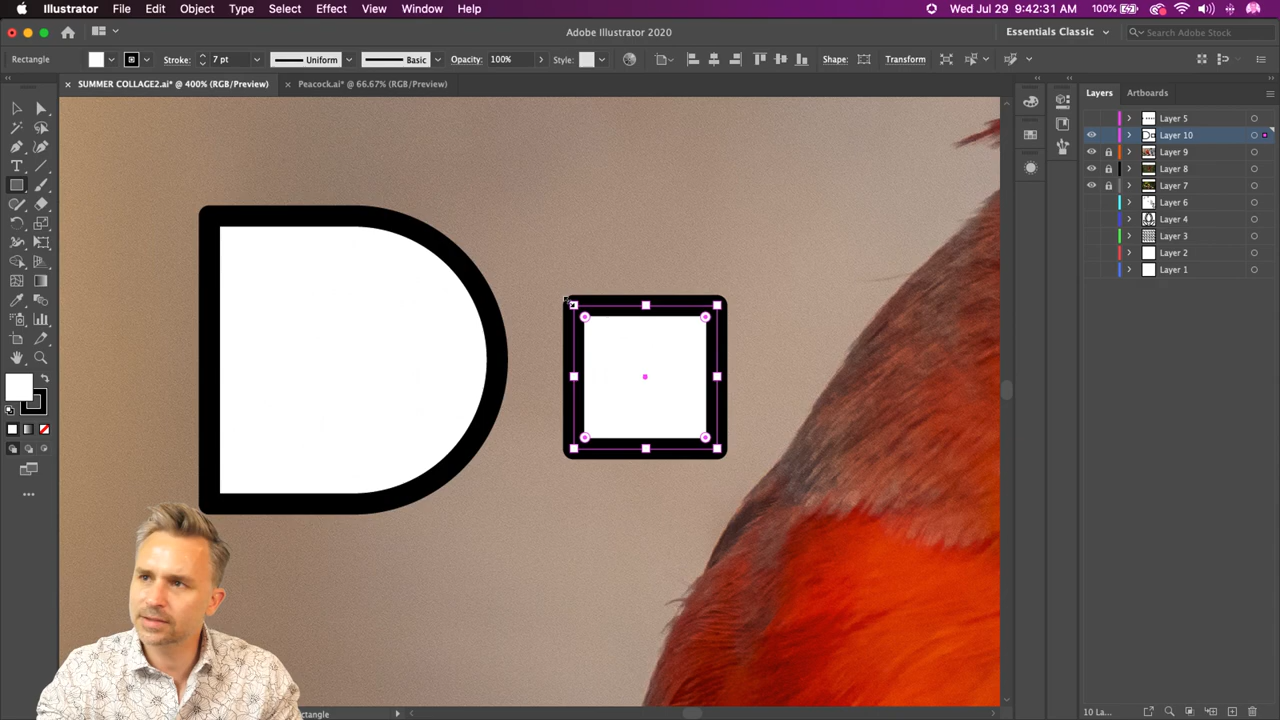 Illustrator File Edit Object Type Select Effect View Window Help 100% Wed Jul 29 9:42:31 AM
Adobe Illustrator 2020 Essentials Classic Search Adobe Stock
Rectangle Stroke: 7 pt Uniform Basic Opacity: 100% Style: Shape: Transform
× SUMMER COLLAGE2.ai* @ 400% (RGB/Preview) × Peacock.ai* @ 66.67% (RGB/Preview)
Layers Artboards
Layer 5
Layer 10
Layer 9
Layer 8
Layer 7
Layer 6
Layer 4
Layer 3
Layer 2
Layer 1
ctangle
10 La...